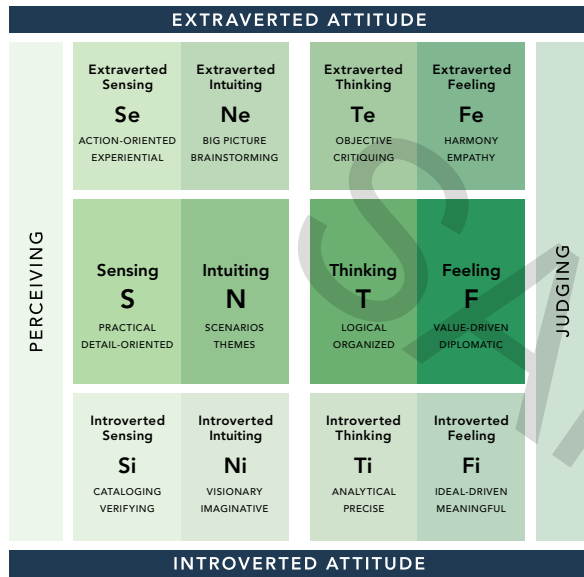 EXTRAVERTED ATTITUDE
PERCEIVING
Extraverted
Sensing
Se
ACTION-ORIENTED
EXPERIENTIAL
Extraverted
Intuiting
Ne
BIG PICTURE
BRAINSTORMING
Extraverted
Thinking
Te
OBJECTIVE
CRITIQUING
Extraverted
Feeling
Fe
HARMONY
EMPATHY
Sensing
S
PRACTICAL
DETAIL-ORIENTED
Intuiting
N
SCENARIOS
THEMES
Thinking
T
LOGICAL
ORGANIZED
Feeling
F
VALUE-DRIVEN
DIPLOMATIC
Introverted
Sensing
Si
CATALOGING
VERIFYING
Introverted
Intuiting
Ni
VISIONARY
IMAGINATIVE
Introverted
Thinking
Ti
ANALYTICAL
PRECISE
Introverted
Feeling
Fi
IDEAL-DRIVEN
MEANINGFUL
JUDGING
INTROVERTED ATTITUDE
SA